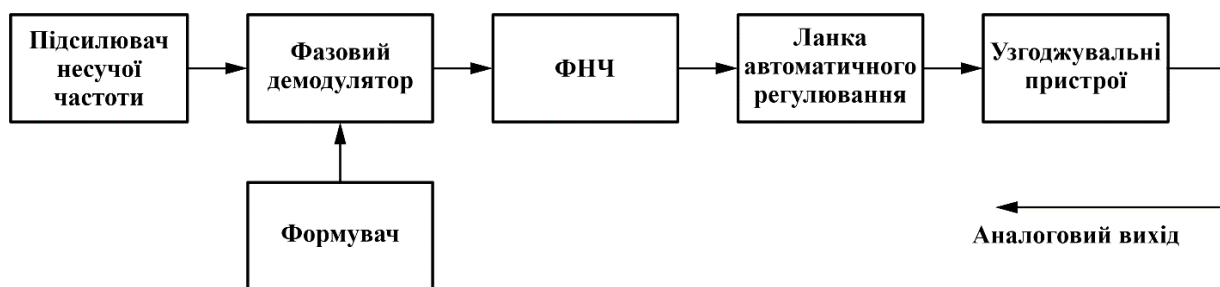 Підсилювач
несучої
частоти
Фазовий
демодулятор
ФНЧ
Ланка
автоматичного
регулювання
Узгоджувальні
пристрої
Формувач
Аналоговий вихід